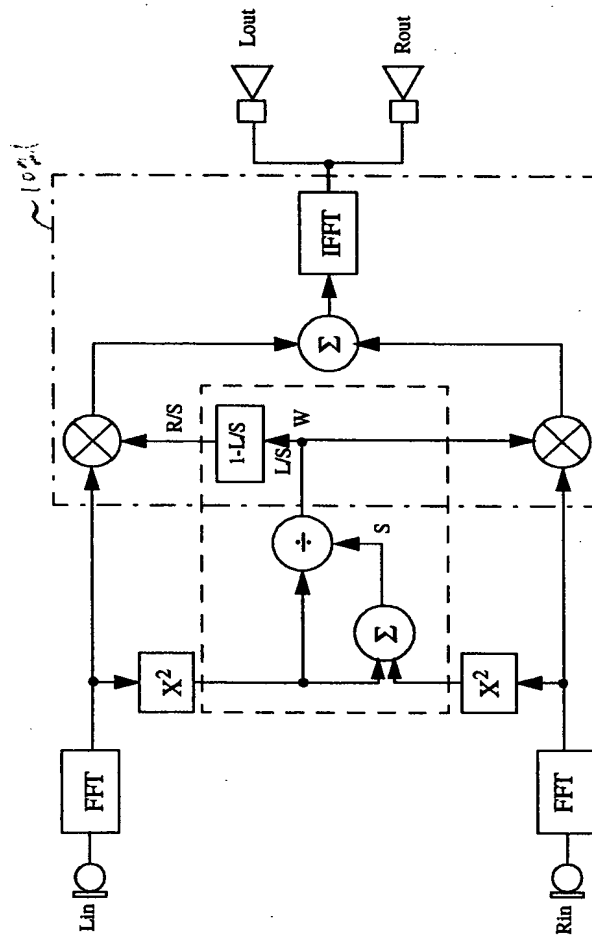 Lin
FFT
X²
R/S
1-L/S
L/S
W
÷
S
Σ
Σ
IFFT
Lout
Rout
X²
FFT
Rin